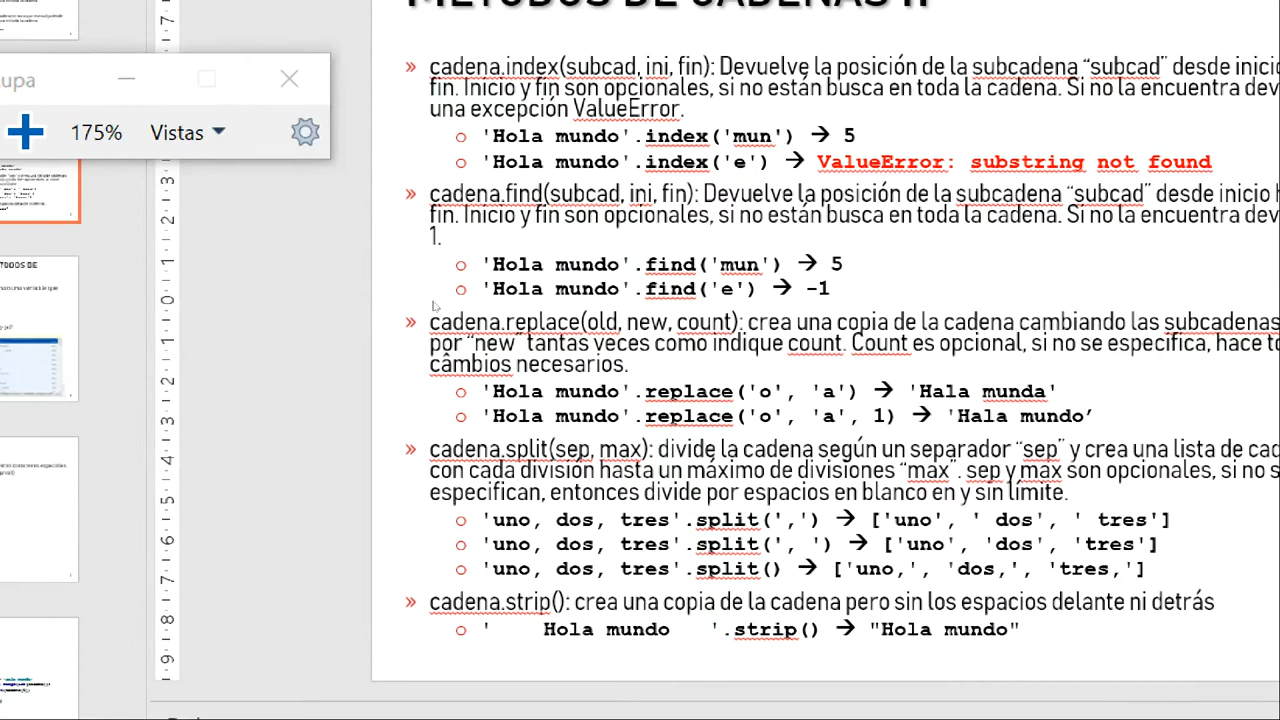 MÉTODOS DE CADENAS II
upa
175%
Vistas
» cadena.index(subcad, ini, fin): Devuelve la posición de la subcadena “subcad” desde inicio
fin. Inicio y fin son opcionales, si no están busca en toda la cadena. Si no la encuentra dev
una excepción ValueError.
○ 'Hola mundo'.index('mun') → 5
○ 'Hola mundo'.index('e') → ValueError: substring not found
» cadena.find(subcad, ini, fin): Devuelve la posición de la subcadena “subcad” desde inicio h
fin. Inicio y fin son opcionales, si no están busca en toda la cadena. Si no la encuentra dev
1.
○ 'Hola mundo'.find('mun') → 5
○ 'Hola mundo'.find('e') → -1
» cadena.replace(old, new, count): crea una copia de la cadena cambiando las subcadenas
por “new” tantas veces como indique count. Count es opcional, si no se especifica, hace to
cambios necesarios.
○ 'Hola mundo'.replace('o', 'a') → 'Hala munda'
○ 'Hola mundo'.replace('o', 'a', 1) → 'Hala mundo’
» cadena.split(sep, max): divide la cadena según un separador “sep” y crea una lista de cad
con cada división hasta un máximo de divisiones “max”. sep y max son opcionales, si no s
especifican, entonces divide por espacios en blanco en y sin límite.
○ 'uno, dos, tres'.split(',') → ['uno', ' dos', ' tres']
○ 'uno, dos, tres'.split(', ') → ['uno', 'dos', 'tres']
○ 'uno, dos, tres'.split() → ['uno,', 'dos,', 'tres,']
» cadena.strip(): crea una copia de la cadena pero sin los espacios delante ni detrás
○ '    Hola mundo   '.strip() → "Hola mundo"